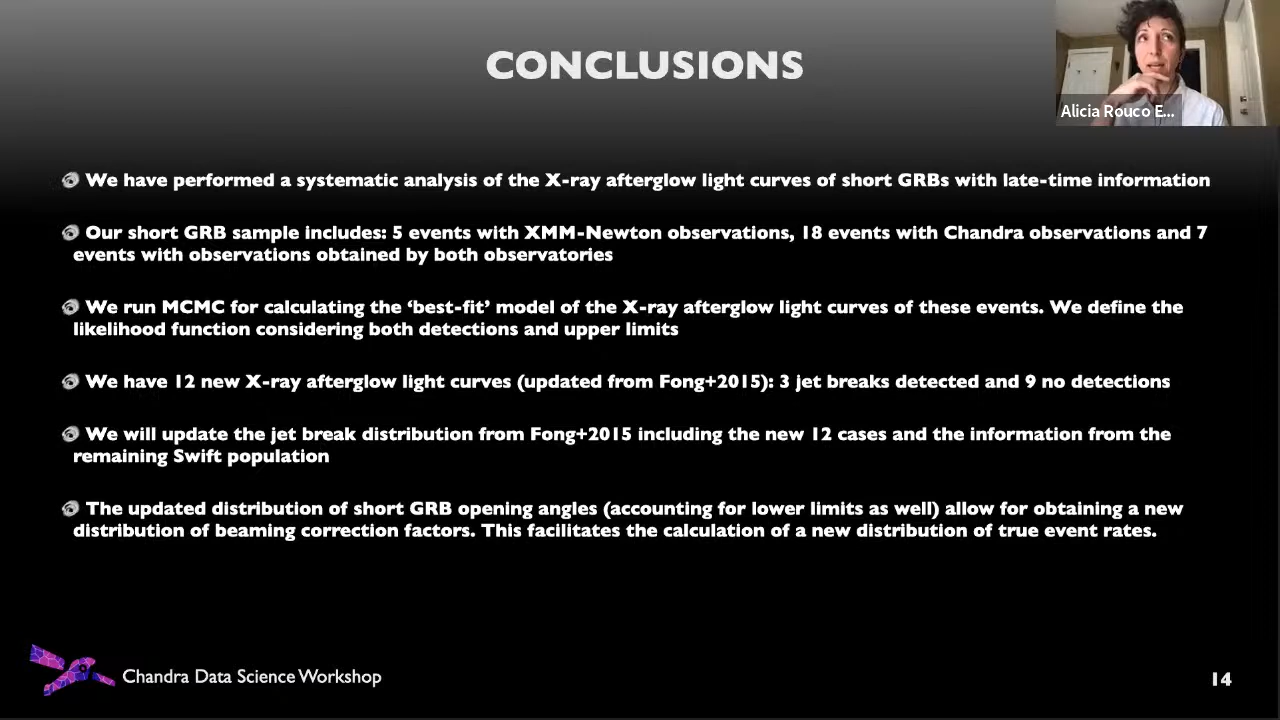 CONCLUSIONS
Alicia Rouco E...
We have performed a systematic analysis of the X-ray afterglow light curves of short GRBs with late-time information
Our short GRB sample includes: 5 events with XMM-Newton observations, 18 events with Chandra observations and 7
events with observations obtained by both observatories
We run MCMC for calculating the ‘best-fit’ model of the X-ray afterglow light curves of these events. We define the
likelihood function considering both detections and upper limits
We have 12 new X-ray afterglow light curves (updated from Fong+2015): 3 jet breaks detected and 9 no detections
We will update the jet break distribution from Fong+2015 including the new 12 cases and the information from the
remaining Swift population
The updated distribution of short GRB opening angles (accounting for lower limits as well) allow for obtaining a new
distribution of beaming correction factors. This facilitates the calculation of a new distribution of true event rates.
Chandra Data Science Workshop
14